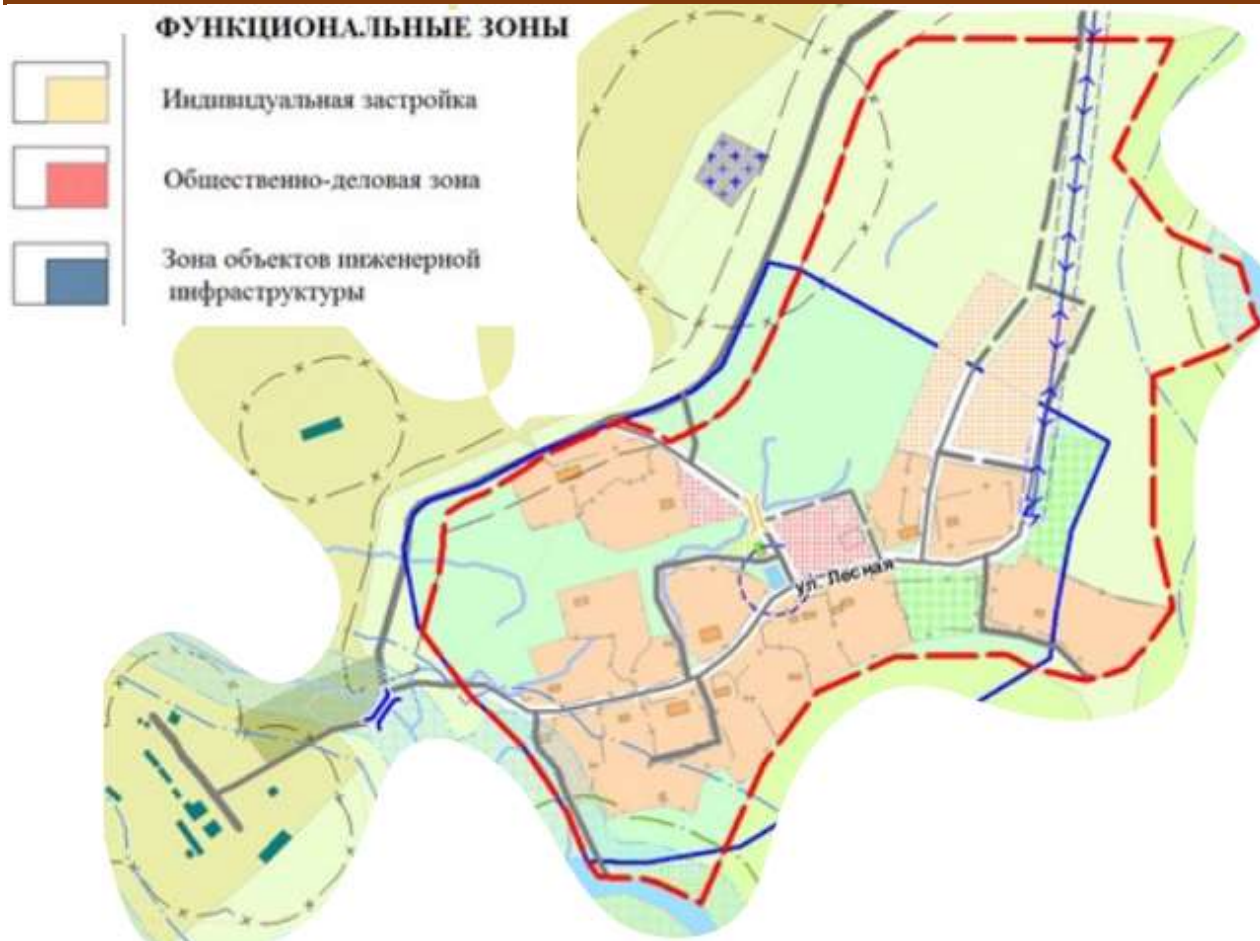 ФУНКЦИОНАЛЬНЫЕ ЗОНЫ
Индивидуальная застройка
Общественно-деловая зона
Зона объектов инженерной
инфраструктуры
ул. Лесная